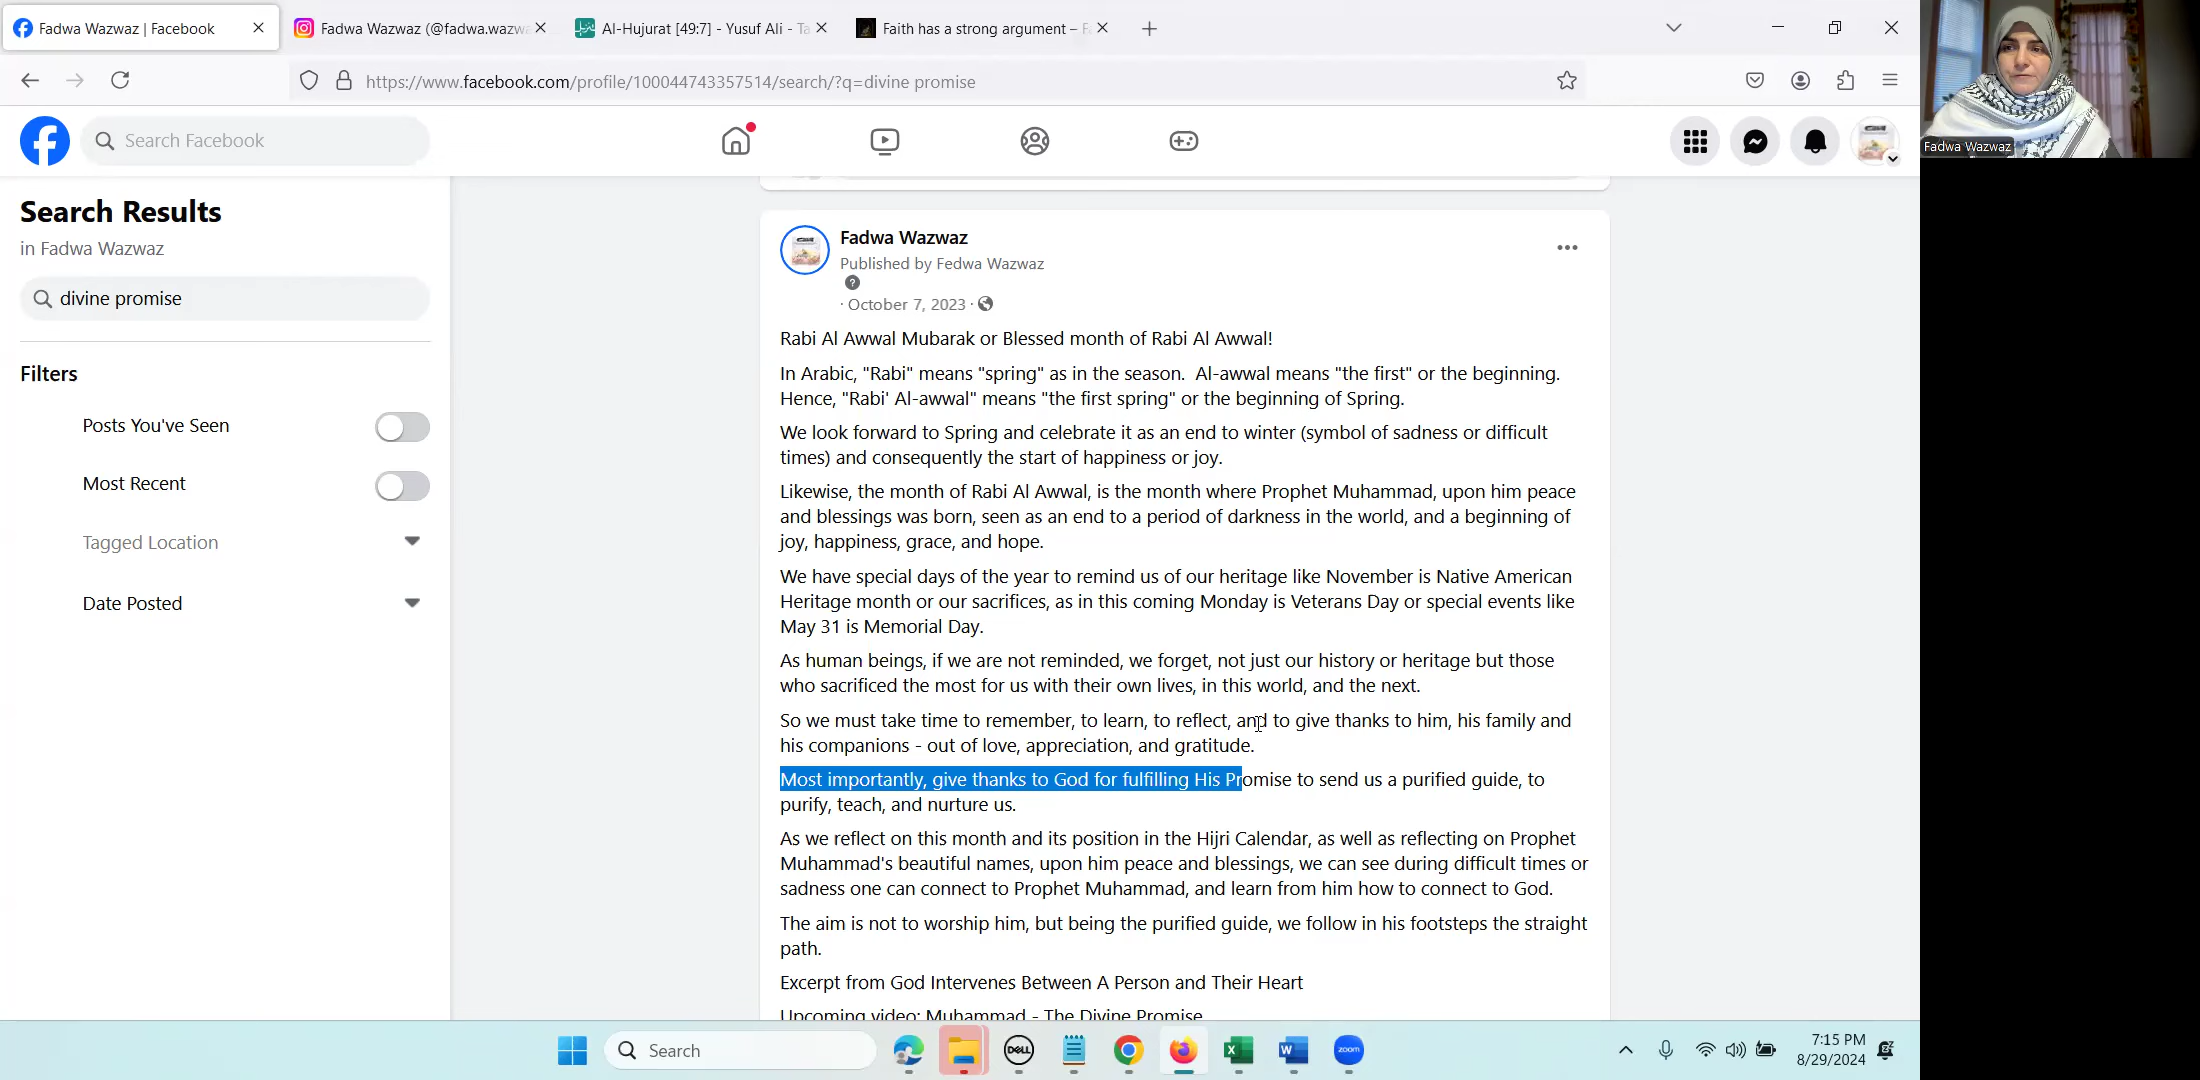 Fadwa Wazwaz | Facebook
Fadwa Wazwaz (@fadwa.wazwa
Al-Hujurat [49:7] - Yusuf Ali - Ta
Faith has a strong argument – F
https://www.facebook.com/profile/100044743357514/search/?q=divine promise
Fadwa Wazwaz
Search Facebook
Search Results
in Fadwa Wazwaz
divine promise
Filters
Posts You've Seen
Most Recent
Tagged Location
Date Posted
Fadwa Wazwaz
Published by Fedwa Wazwaz
· October 7, 2023 ·
Rabi Al Awwal Mubarak or Blessed month of Rabi Al Awwal!
In Arabic, "Rabi" means "spring" as in the season. Al-awwal means "the first" or the beginning.
Hence, "Rabi' Al-awwal" means "the first spring" or the beginning of Spring.
We look forward to Spring and celebrate it as an end to winter (symbol of sadness or difficult
times) and consequently the start of happiness or joy.
Likewise, the month of Rabi Al Awwal, is the month where Prophet Muhammad, upon him peace
and blessings was born, seen as an end to a period of darkness in the world, and a beginning of
joy, happiness, grace, and hope.
We have special days of the year to remind us of our heritage like November is Native American
Heritage month or our sacrifices, as in this coming Monday is Veterans Day or special events like
May 31 is Memorial Day.
As human beings, if we are not reminded, we forget, not just our history or heritage but those
who sacrificed the most for us with their own lives, in this world, and the next.
So we must take time to remember, to learn, to reflect, and to give thanks to him, his family and
his companions - out of love, appreciation, and gratitude.
Most importantly, give thanks to God for fulfilling His Promise to send us a purified guide, to
purify, teach, and nurture us.
As we reflect on this month and its position in the Hijri Calendar, as well as reflecting on Prophet
Muhammad's beautiful names, upon him peace and blessings, we can see during difficult times or
sadness one can connect to Prophet Muhammad, and learn from him how to connect to God.
The aim is not to worship him, but being the purified guide, we follow in his footsteps the straight
path.
Excerpt from God Intervenes Between A Person and Their Heart
Upcoming video: Muhammad - The Divine Promise
Search
DELL
zoom
7:15 PM
8/29/2024